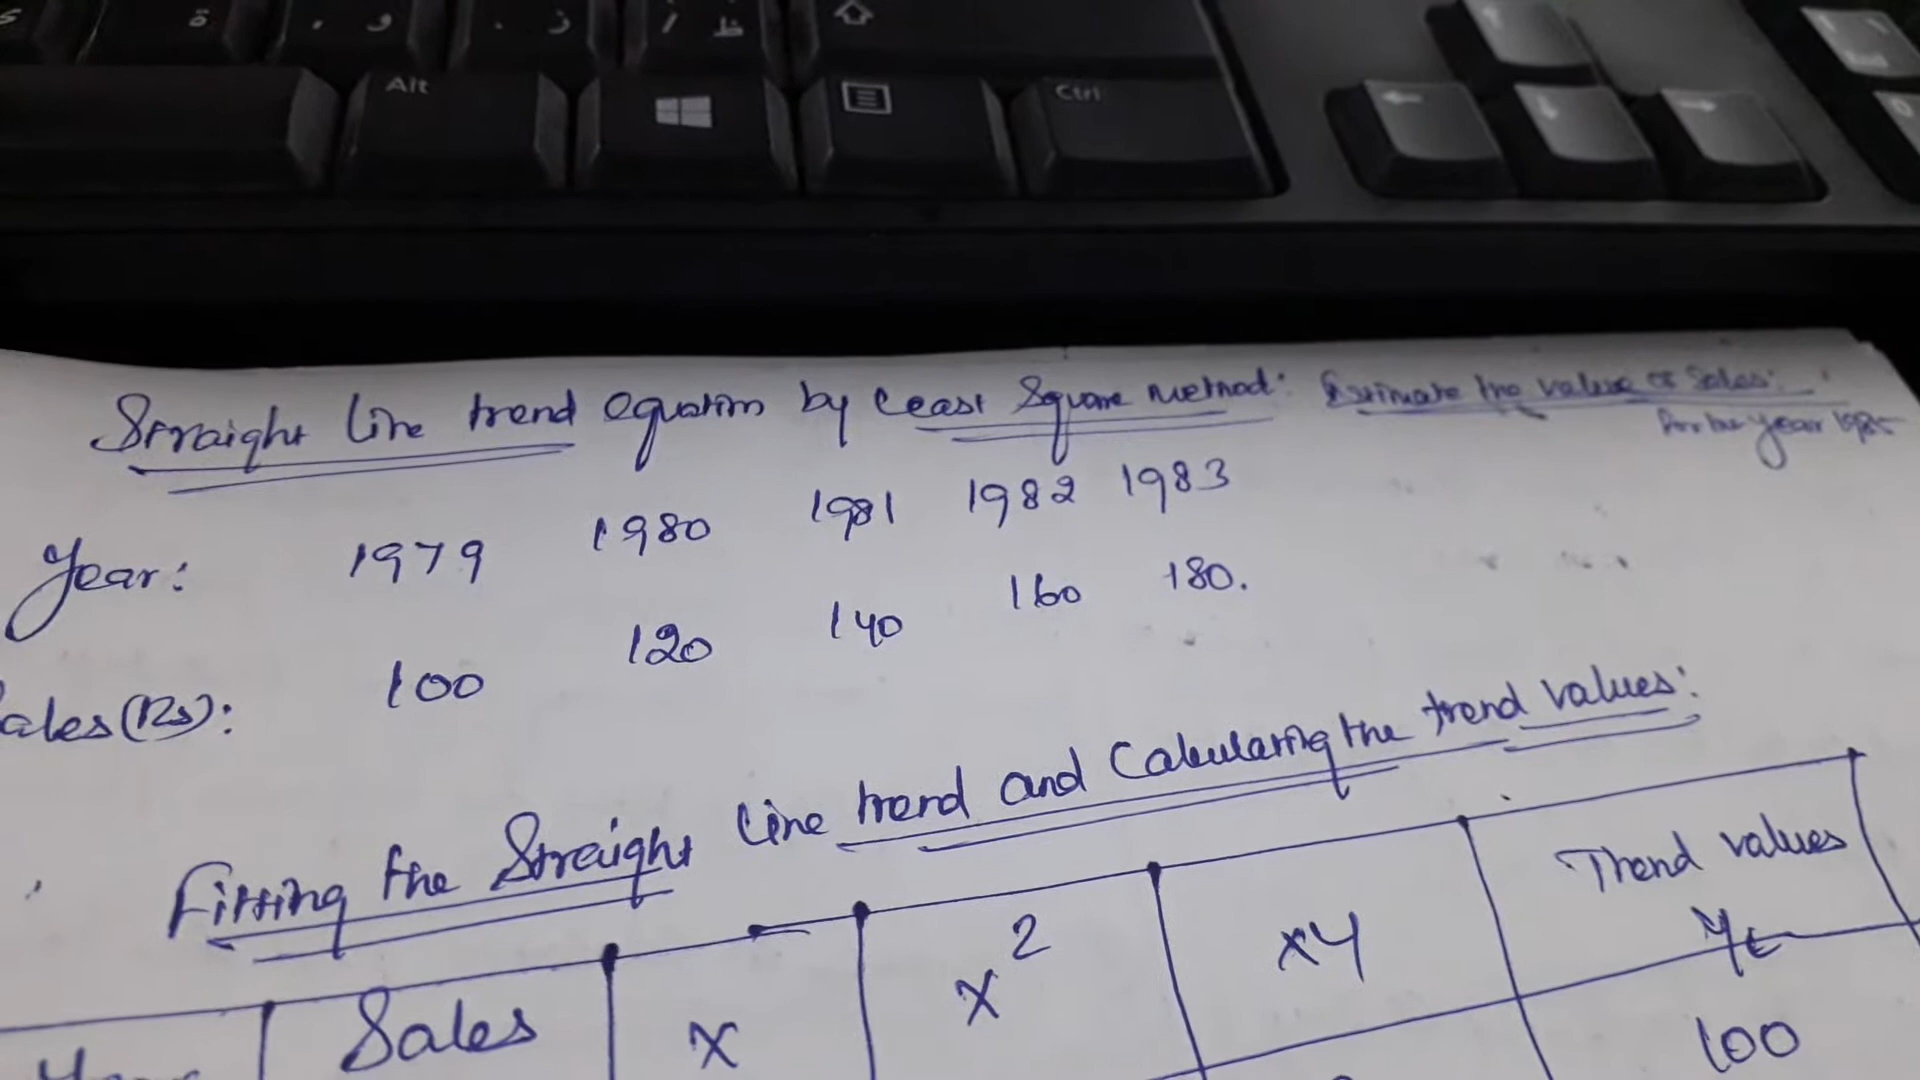 Alt
Ctrl
Straight line trend equation by Least Square method: Estimate the value of Sales:
for the year 1985
Year: 1979 1980 1981 1982 1983
ales(Rs): 100 120 140 160 180.
Fitting the Straight line trend and Calculating the trend values:
Sales x x² xy Trend values
Yt
100